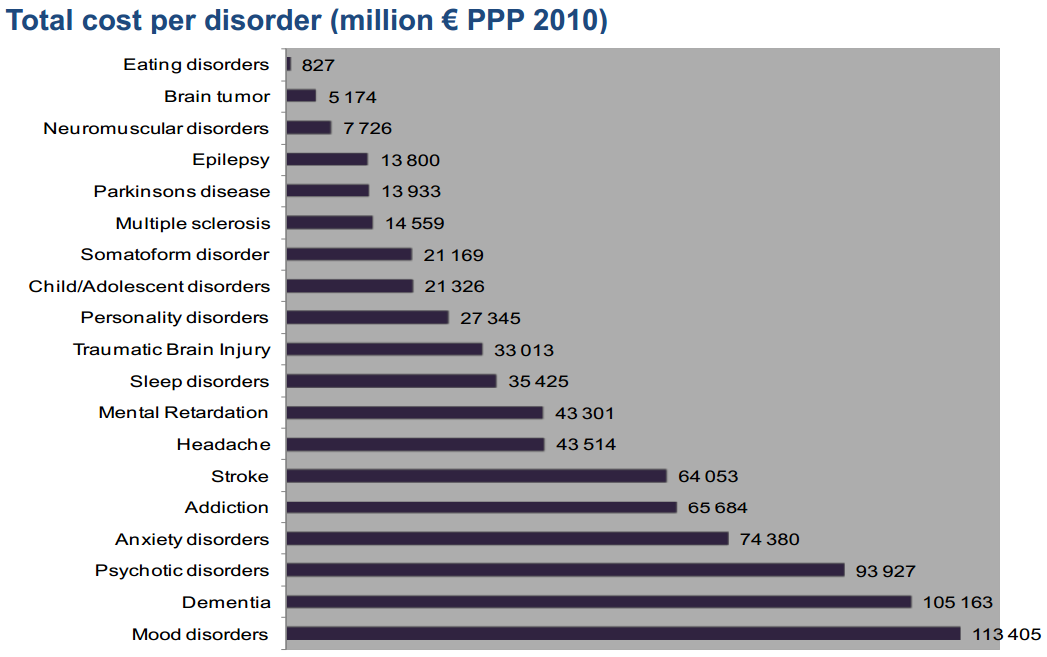 Total cost per disorder (million € PPP 2010)
Eating disorders 827
Brain tumor 5 174
Neuromuscular disorders 7 726
Epilepsy 13 800
Parkinsons disease 13 933
Multiple sclerosis 14 559
Somatoform disorder 21 169
Child/Adolescent disorders 21 326
Personality disorders 27 345
Traumatic Brain Injury 33 013
Sleep disorders 35 425
Mental Retardation 43 301
Headache 43 514
Stroke 64 053
Addiction 65 684
Anxiety disorders 74 380
Psychotic disorders 93 927
Dementia 105 163
Mood disorders 113 405